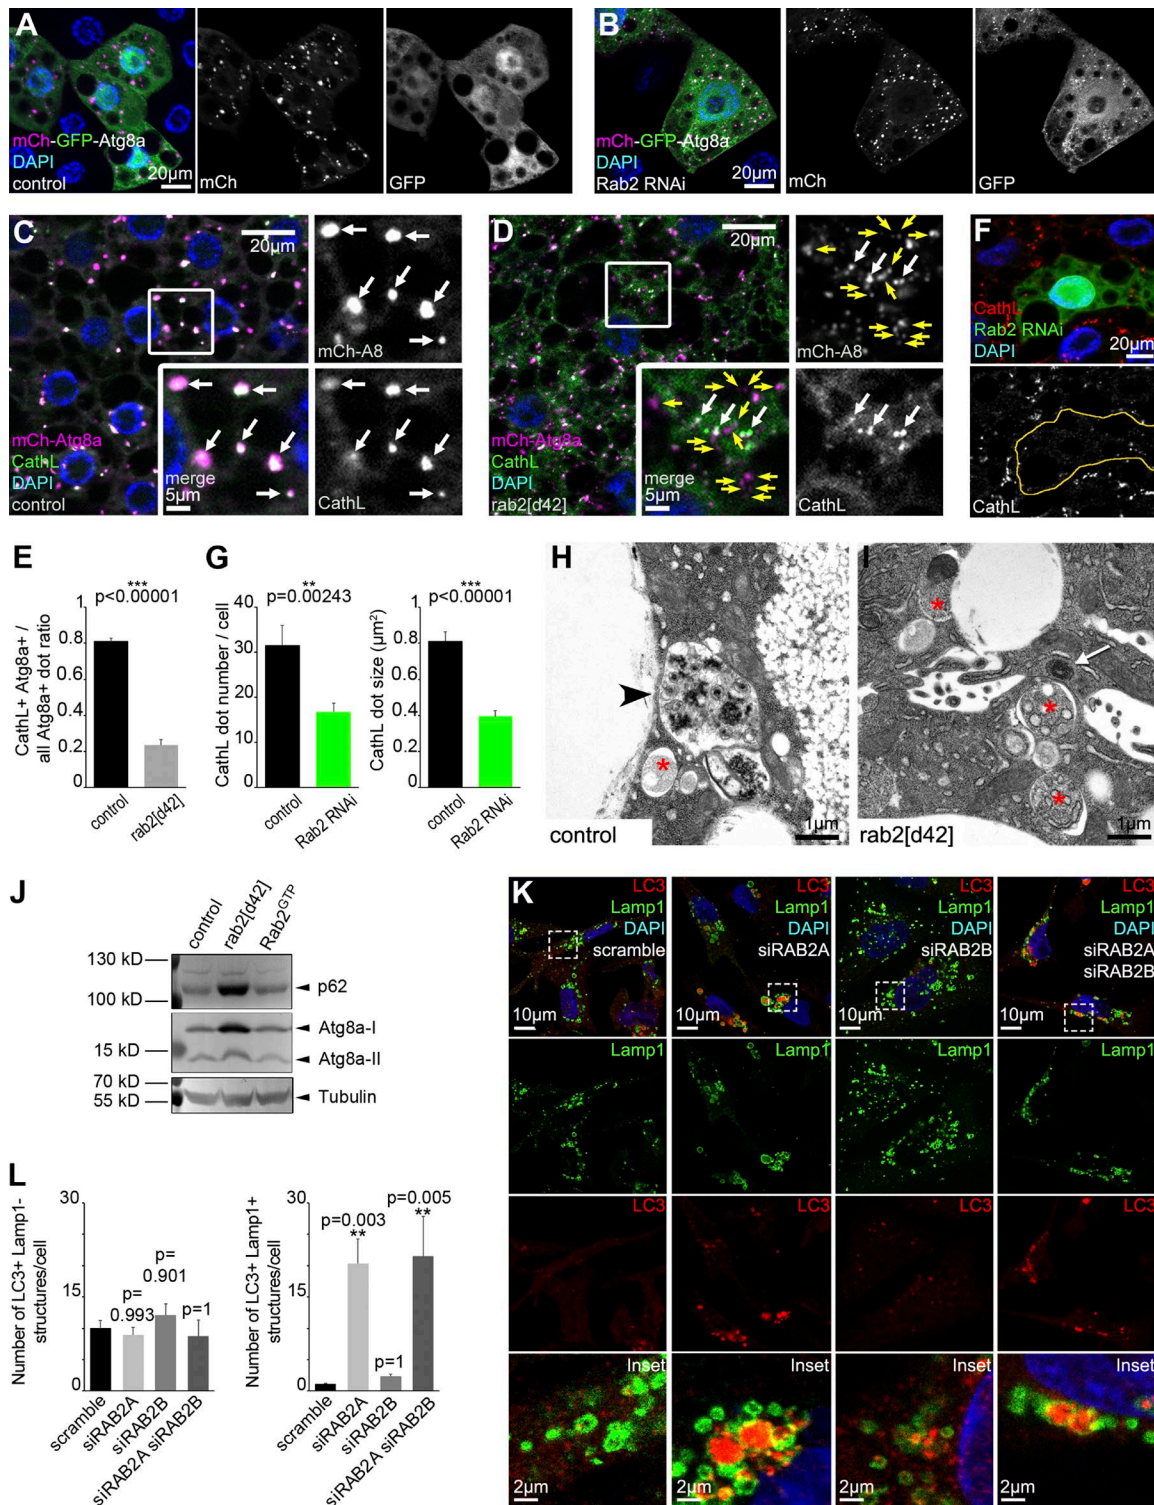 A
mCh-GFP-Atg8a
DAPI
control
20µm
mCh
GFP
B
mCh-GFP-Atg8a
DAPI
Rab2 RNAi
20µm
mCh
GFP
C
20µm
mCh-Atg8a
CathL
DAPI
control
merge
5µm
mCh-A8
CathL
D
20µm
mCh-Atg8a
CathL
DAPI
rab2[d42]
merge
5µm
mCh-A8
CathL
F
CathL
Rab2 RNAi
DAPI
20µm
CathL
E
***
p<0.00001
CathL+ Atg8a+ /
all Atg8a+ dot ratio
1
0.8
0.6
0.4
0.2
0
control
rab2[d42]
G
**
p=0.00243
CathL dot number / cell
40
30
20
10
0
control
Rab2 RNAi
***
p<0.00001
CathL dot size (µm²)
1
0.8
0.6
0.4
0.2
0
control
Rab2 RNAi
H
*
control
1µm
I
*
*
*
rab2[d42]
1µm
J
control
rab2[d42]
Rab2GTP
130 kD
100 kD
p62
Atg8a-I
15 kD
Atg8a-II
70 kD
55 kD
Tubulin
K
LC3
Lamp1
DAPI
scramble
10µm
LC3
Lamp1
DAPI
siRAB2A
10µm
LC3
Lamp1
DAPI
siRAB2B
10µm
LC3
Lamp1
DAPI
siRAB2A
siRAB2B
10µm
Lamp1
Lamp1
Lamp1
Lamp1
LC3
LC3
LC3
LC3
Inset
2µm
Inset
2µm
Inset
2µm
Inset
2µm
L
Number of LC3+ Lamp1-
structures/cell
30
15
0
p=
0.993
p=
0.901
p=1
scramble
siRAB2A
siRAB2B
siRAB2A siRAB2B
Number of LC3+ Lamp1+
structures/cell
30
15
0
p=0.003
**
p=1
p=0.005
**
scramble
siRAB2A
siRAB2B
siRAB2A siRAB2B